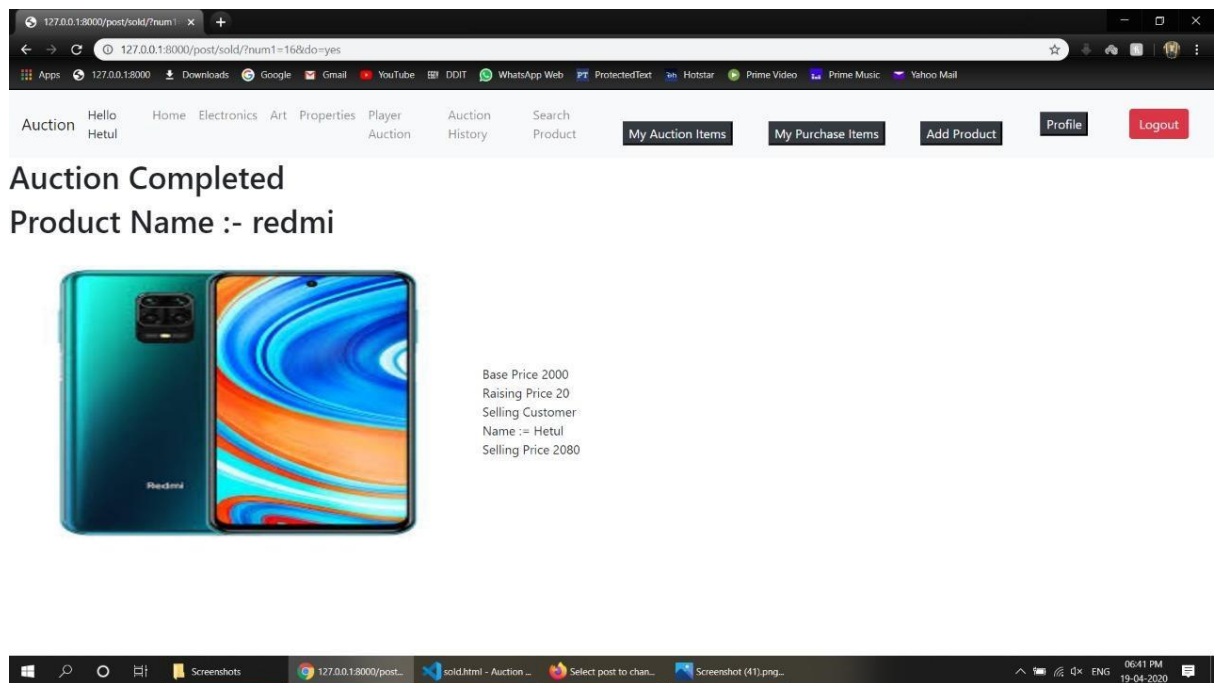 127.0.0.1:8000/post/sold/?num1=
127.0.0.1:8000/post/sold/?num1=16&do=yes
Apps 127.0.0.1:8000 Downloads Google Gmail YouTube DDIT WhatsApp Web PT ProtectedText Hotstar Prime Video Prime Music Yahoo Mail
Auction Hello Hetul Home Electronics Art Properties Player Auction Auction History Search Product My Auction Items My Purchase Items Add Product Profile Logout
Auction Completed
Product Name :- redmi
Redmi
Base Price 2000
Raising Price 20
Selling Customer
Name := Hetul
Selling Price 2080
Screenshots 127.0.0.1:8000/post... sold.html - Auction ... Select post to chan... Screenshot (41).png... ENG 06:41 PM
19-04-2020